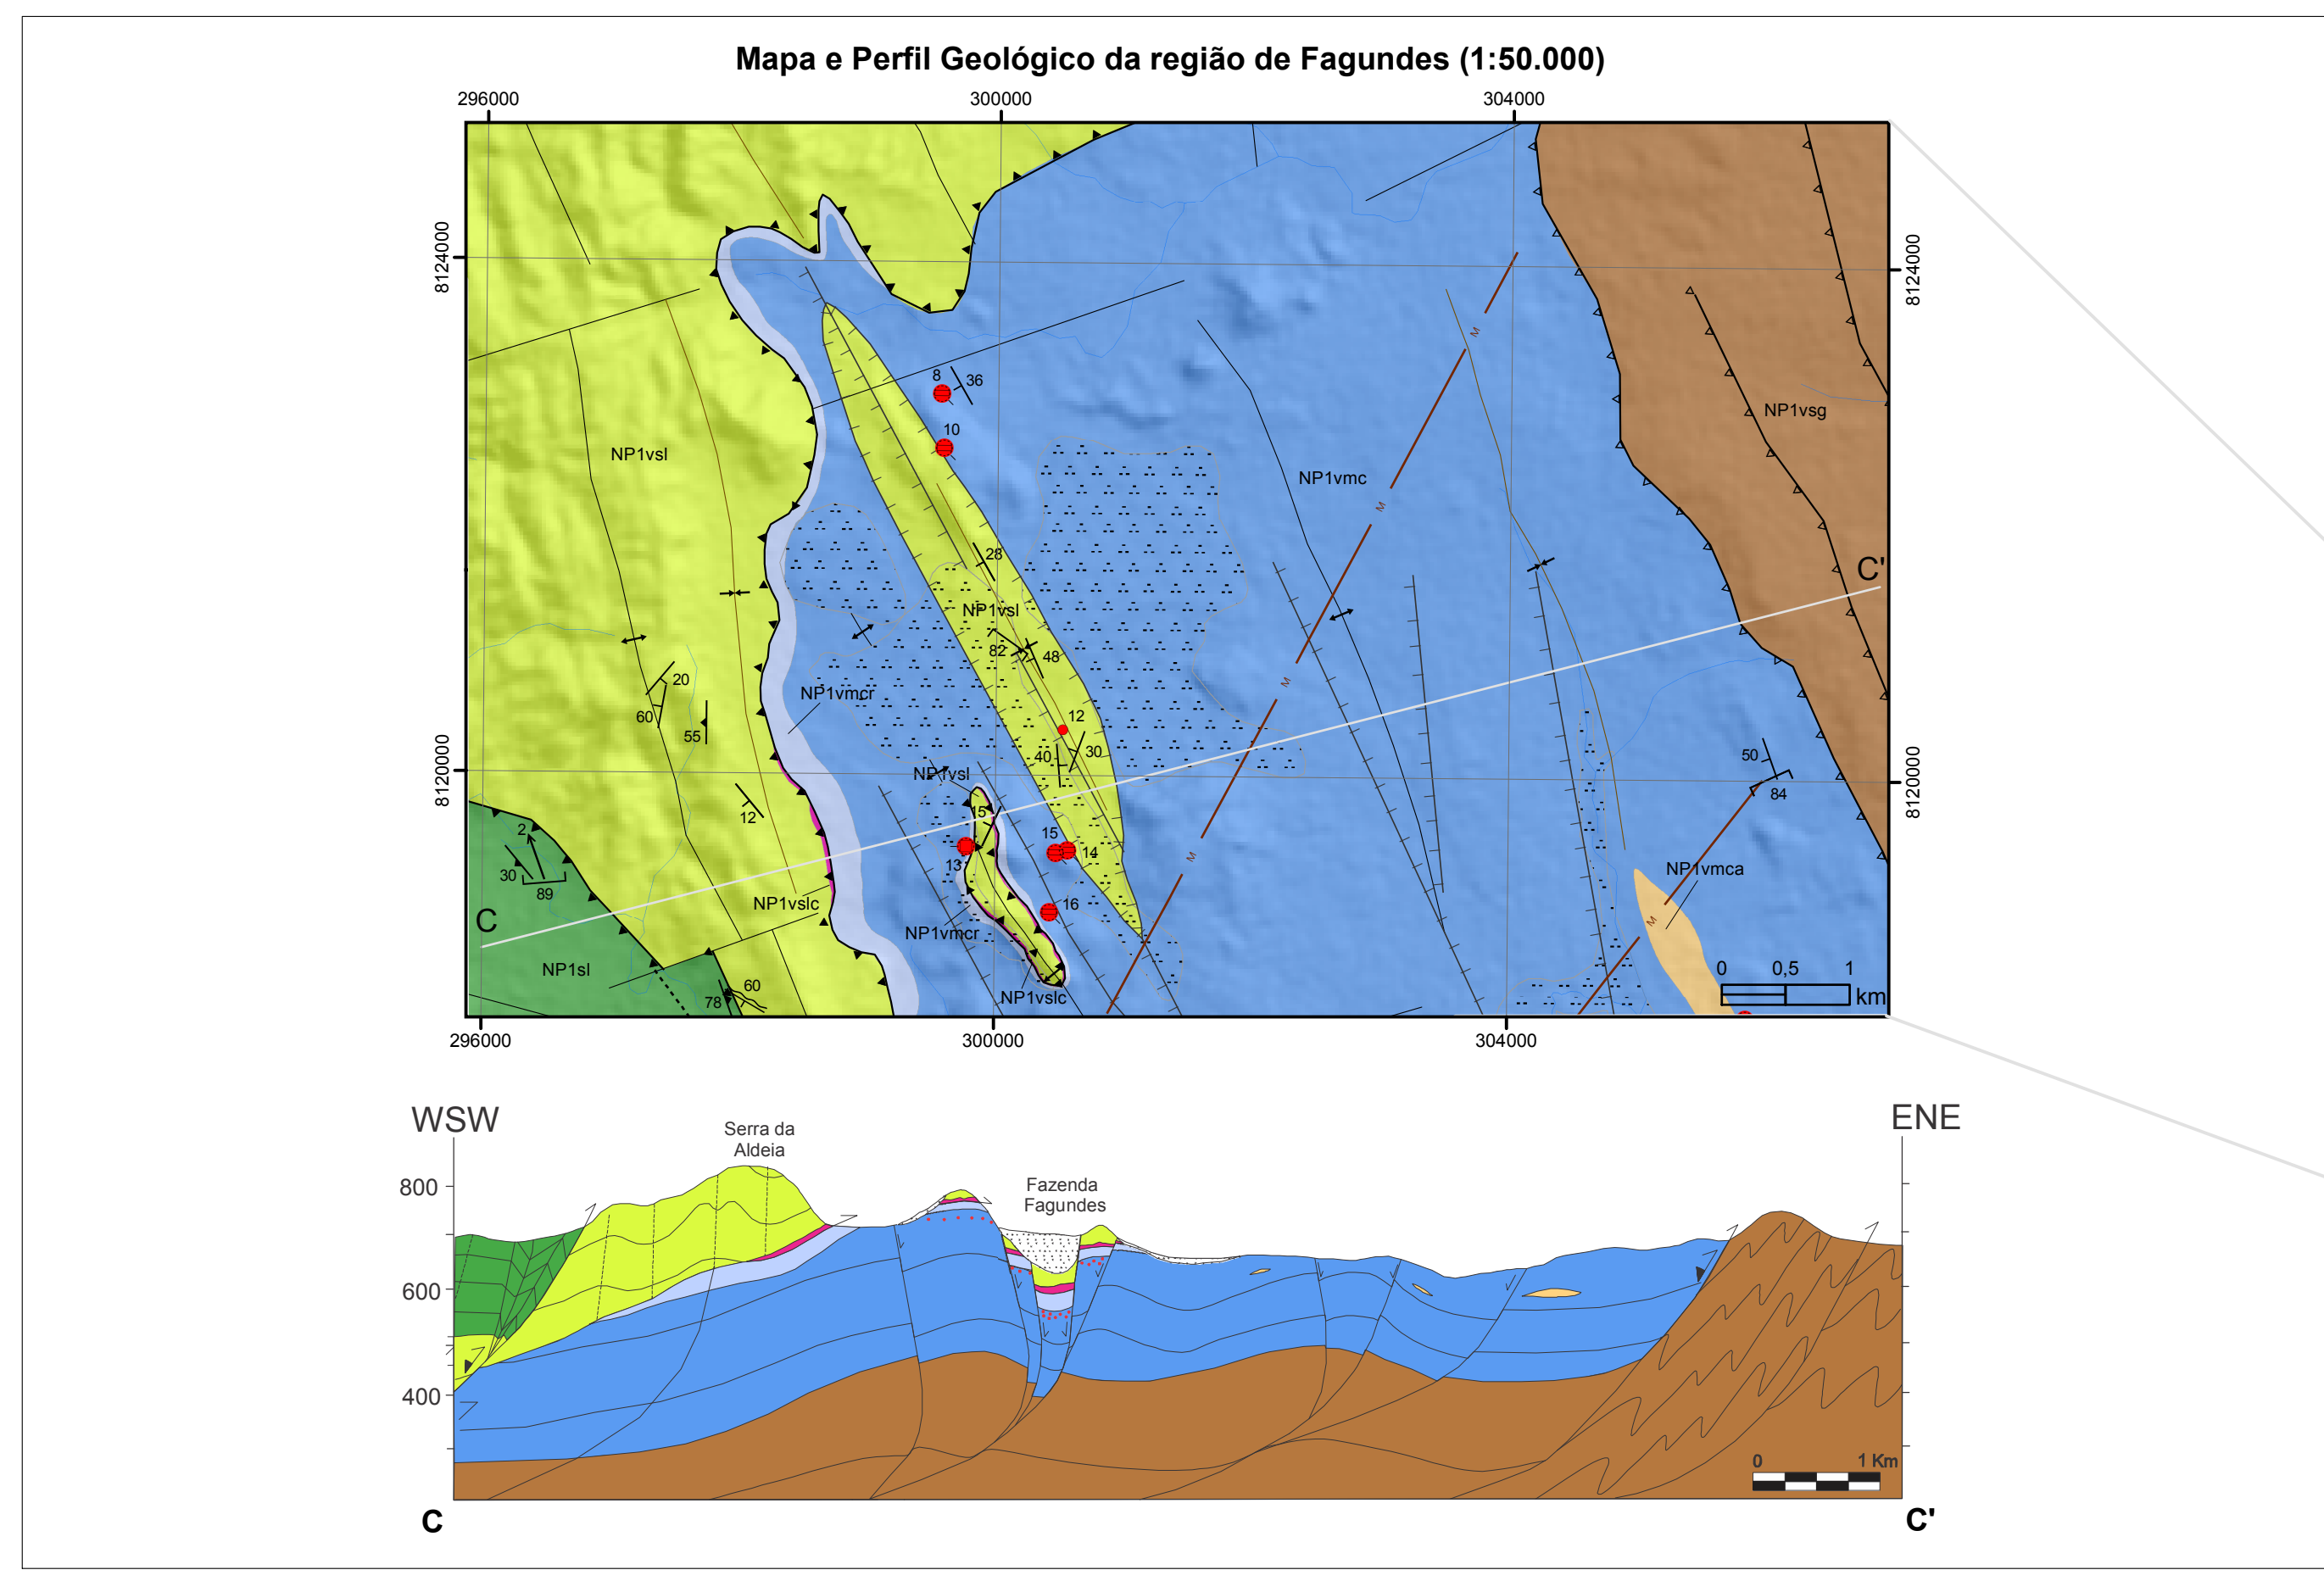 Mapa e Perfil Geológico da região de Fagundes (1:50.000)
296000 300000 304000
8124000 8124000
8 36
10
NP1vsg
NP1vsl
NP1vmc
28
C'
NP1vsl
82 48
20
60
NP1vmcr
55
12
40 30
50
8120000 8120000
NP1vsl
84
12
15
2
15
14
13
30
89
NP1vmca
NP1vslc
16
C
NP1vmcr
NP1sl
0 0,5 1
km
60
78
NP1vslc
M
M
M
M
M
296000 300000 304000
WSW ENE
Serra da
Aldeia
Fazenda
Fagundes
800
600
400
0 1 Km
C C'